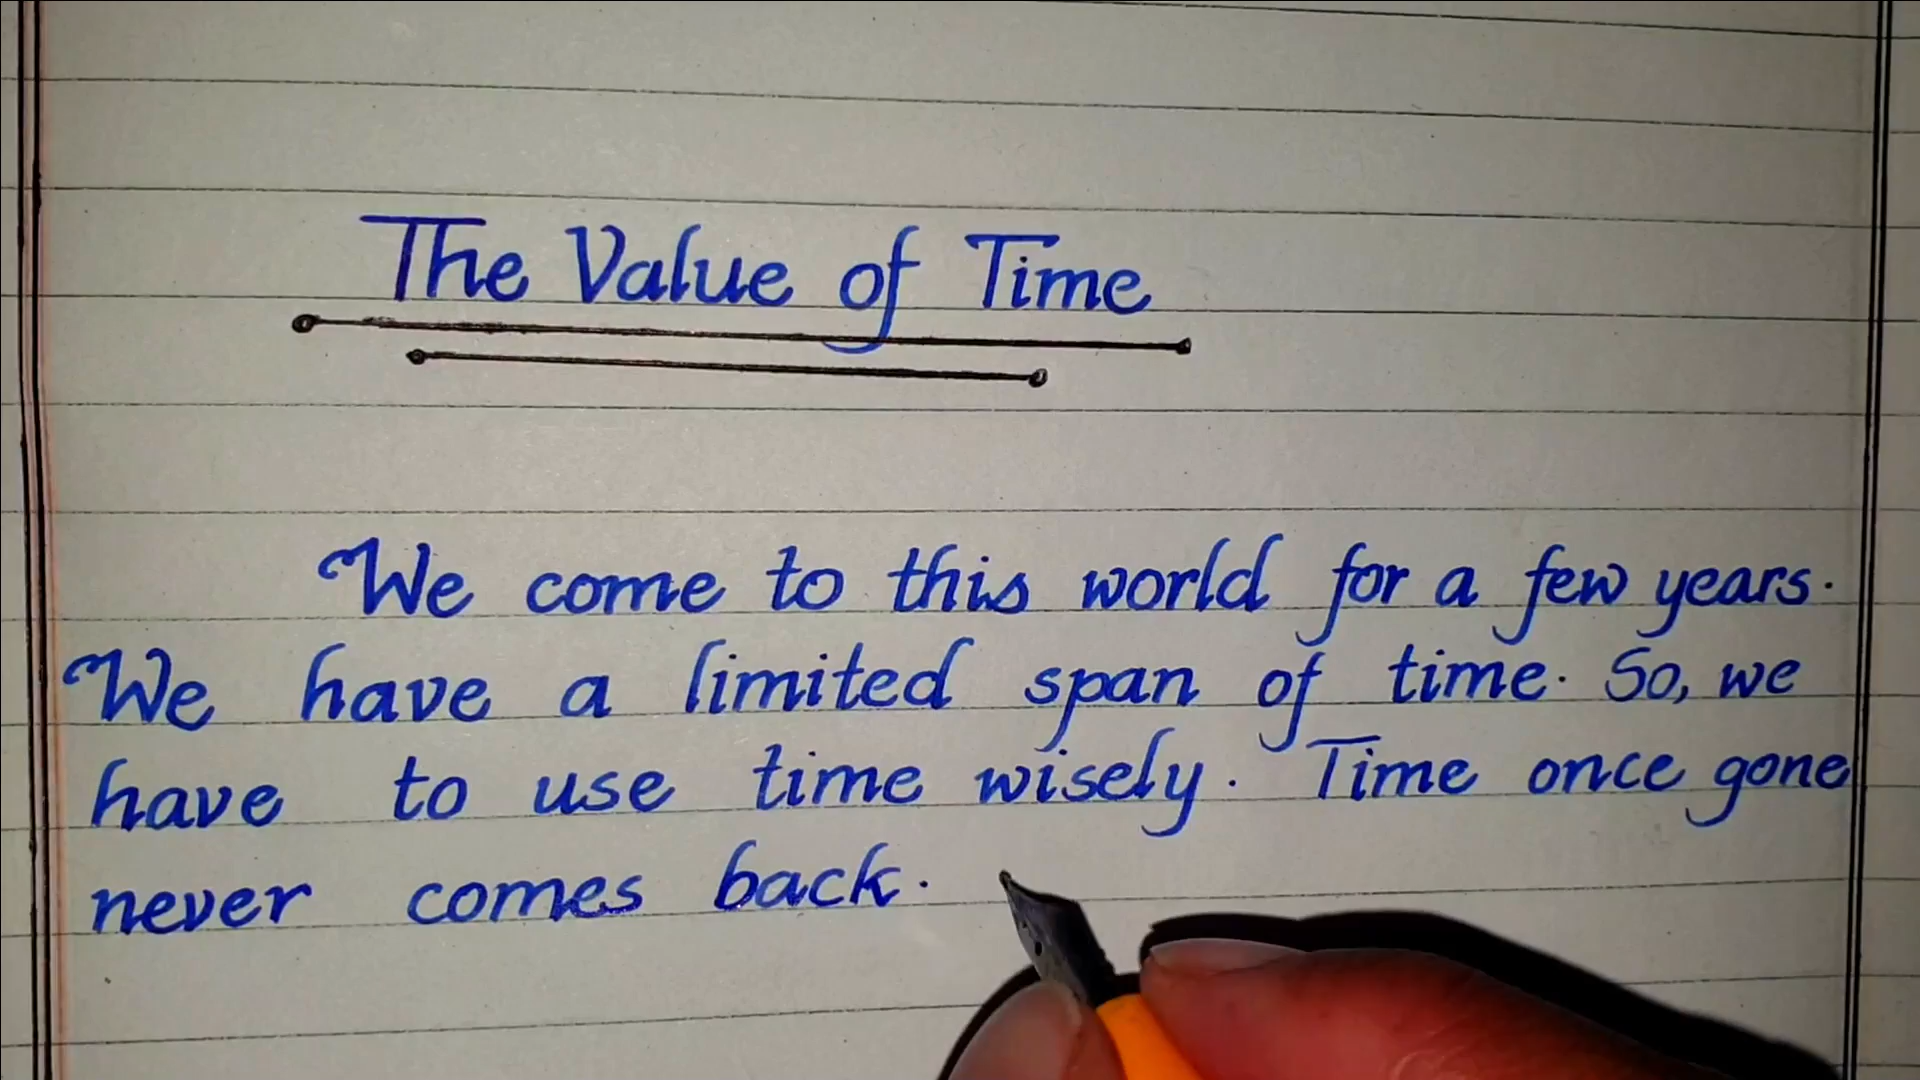 The Value of Time
We come to this world for a few years.
We have a limited span of time. So, we
have to use time wisely. Time once gone
never comes back.